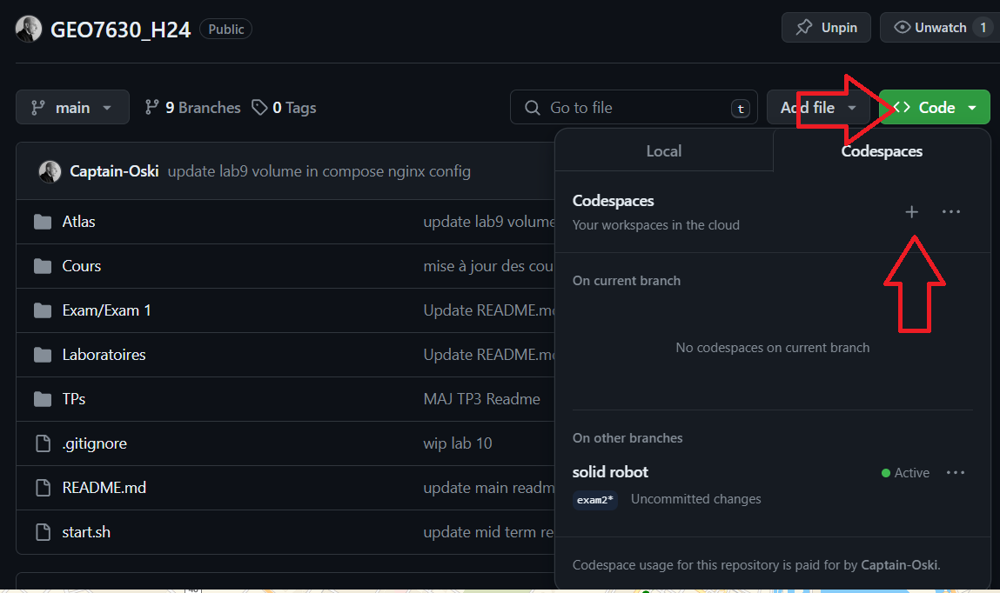 GEO7630_H24 Public Unpin Unwatch 1
main 9 Branches 0 Tags Go to file t Add file <> Code
Captain-Oski update lab9 volume in compose nginx config
Atlas update lab9 volume
Cours mise à jour des cou
Exam/Exam 1 Update README.m
Laboratoires Update README.m
TPs MAJ TP3 Readme
.gitignore wip lab 10
README.md update main readm
start.sh update mid term re
Local Codespaces
Codespaces
Your workspaces in the cloud
On current branch
No codespaces on current branch
On other branches
solid robot Active
exam2* Uncommitted changes
Codespace usage for this repository is paid for by Captain-Oski.